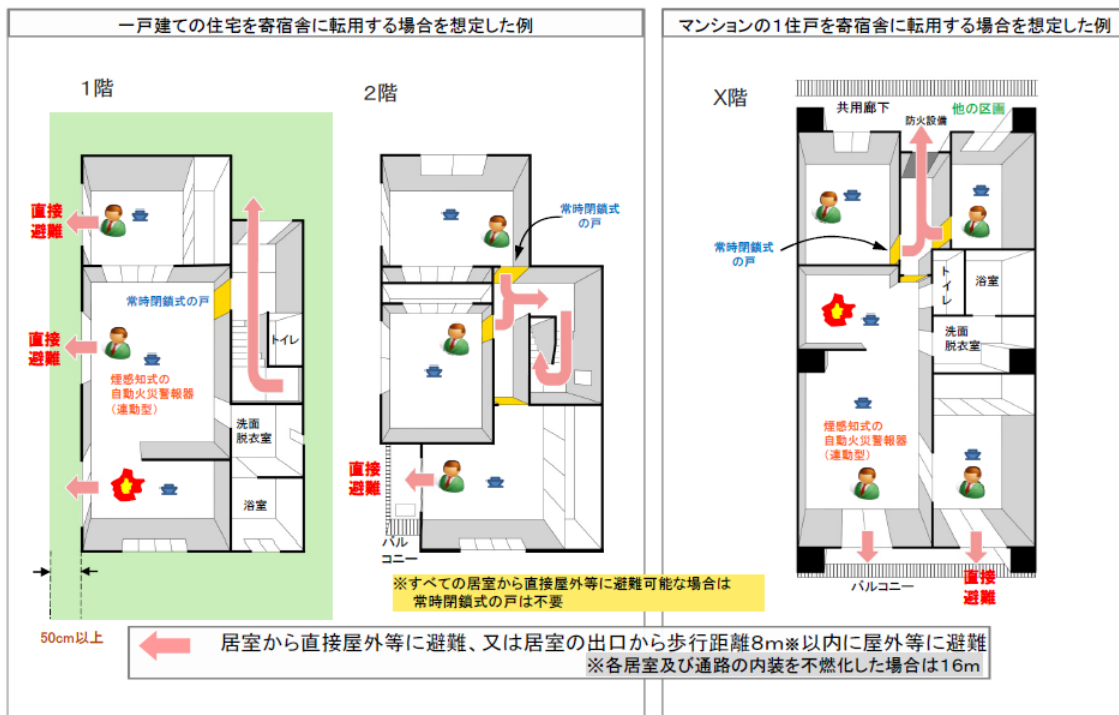 一戸建ての住宅を寄宿舎に転用する場合を想定した例
1階
2階
直接
避難
常時閉鎖式
の戸
常時閉鎖式の戸
直接
避難
トイレ
煙感知式の
自動火災警報器
(連動型)
洗面
脱衣室
直接
避難
浴室
バル
コニー
※すべての居室から直接屋外等に避難可能な場合は
常時閉鎖式の戸は不要
50cm以上
マンションの1住戸を寄宿舎に転用する場合を想定した例
X階
共用廊下
防火設備
他の区画
常時閉鎖式
の戸
トイレ
浴室
洗面
脱衣室
煙感知式の
自動火災警報器
(連動型)
バルコニー
直接
避難
居室から直接屋外等に避難、又は居室の出口から歩行距離8m※以内に屋外等に避難
※各居室及び通路の内装を不燃化した場合は16m